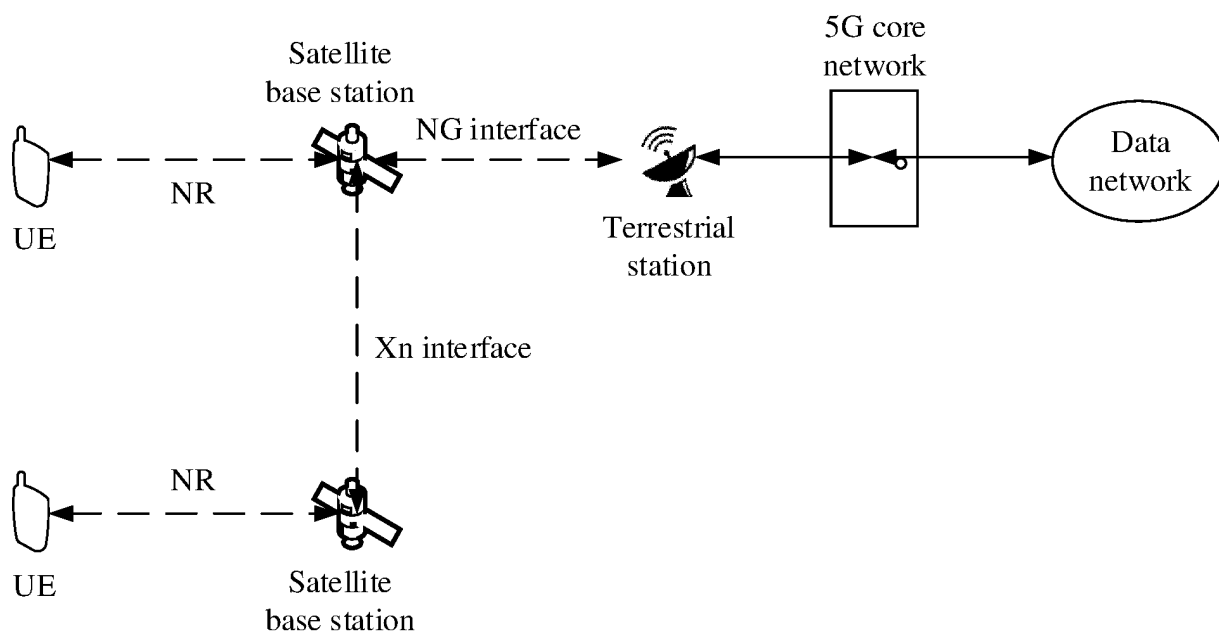 5G core
network
Satellite
base station
NG interface
Data
network
NR
UE
Terrestrial
station
Xn interface
NR
UE
Satellite
base station